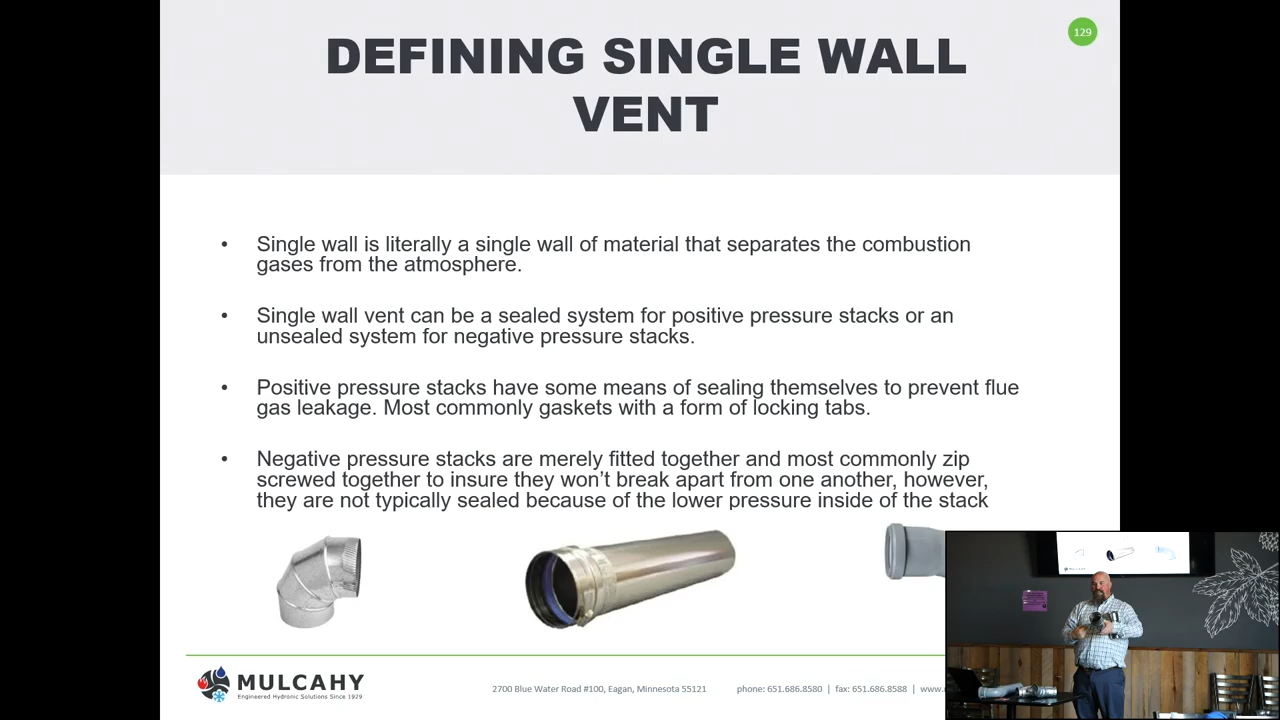 129
DEFINING SINGLE WALL
VENT
• Single wall is literally a single wall of material that separates the combustion
gases from the atmosphere.
• Single wall vent can be a sealed system for positive pressure stacks or an
unsealed system for negative pressure stacks.
• Positive pressure stacks have some means of sealing themselves to prevent flue
gas leakage. Most commonly gaskets with a form of locking tabs.
• Negative pressure stacks are merely fitted together and most commonly zip
screwed together to insure they won’t break apart from one another, however,
they are not typically sealed because of the lower pressure inside of the stack
MULCAHY
Engineered Hydronic Solutions Since 1929
2700 Blue Water Road #100, Eagan, Minnesota 55121 phone: 651.686.8580 | fax: 651.686.8588 | www.
MULCAHY